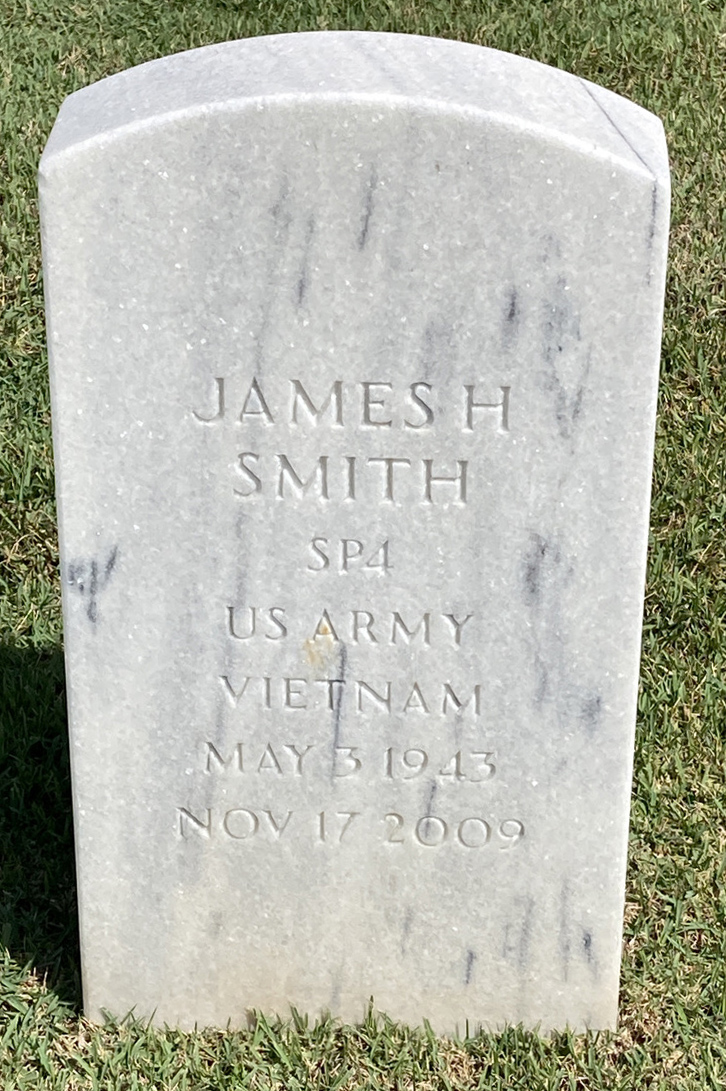 JAMES H
SMITH
SP4
US ARMY
VIETNAM
MAY 3 1943
NOV 17 2009